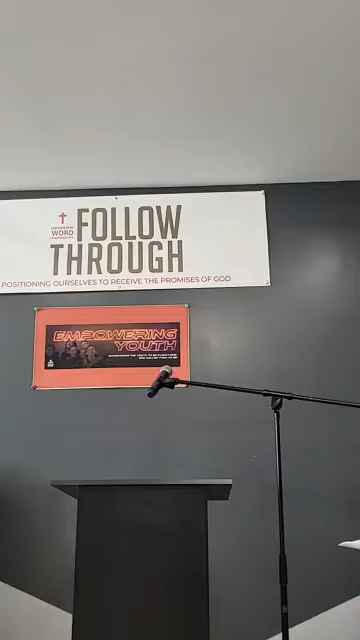 FOLLOW
WORD
THROUGH
POSITIONING OURSELVES TO RECEIVE THE PROMISES OF GOD
EMPOWERING
YOUTH